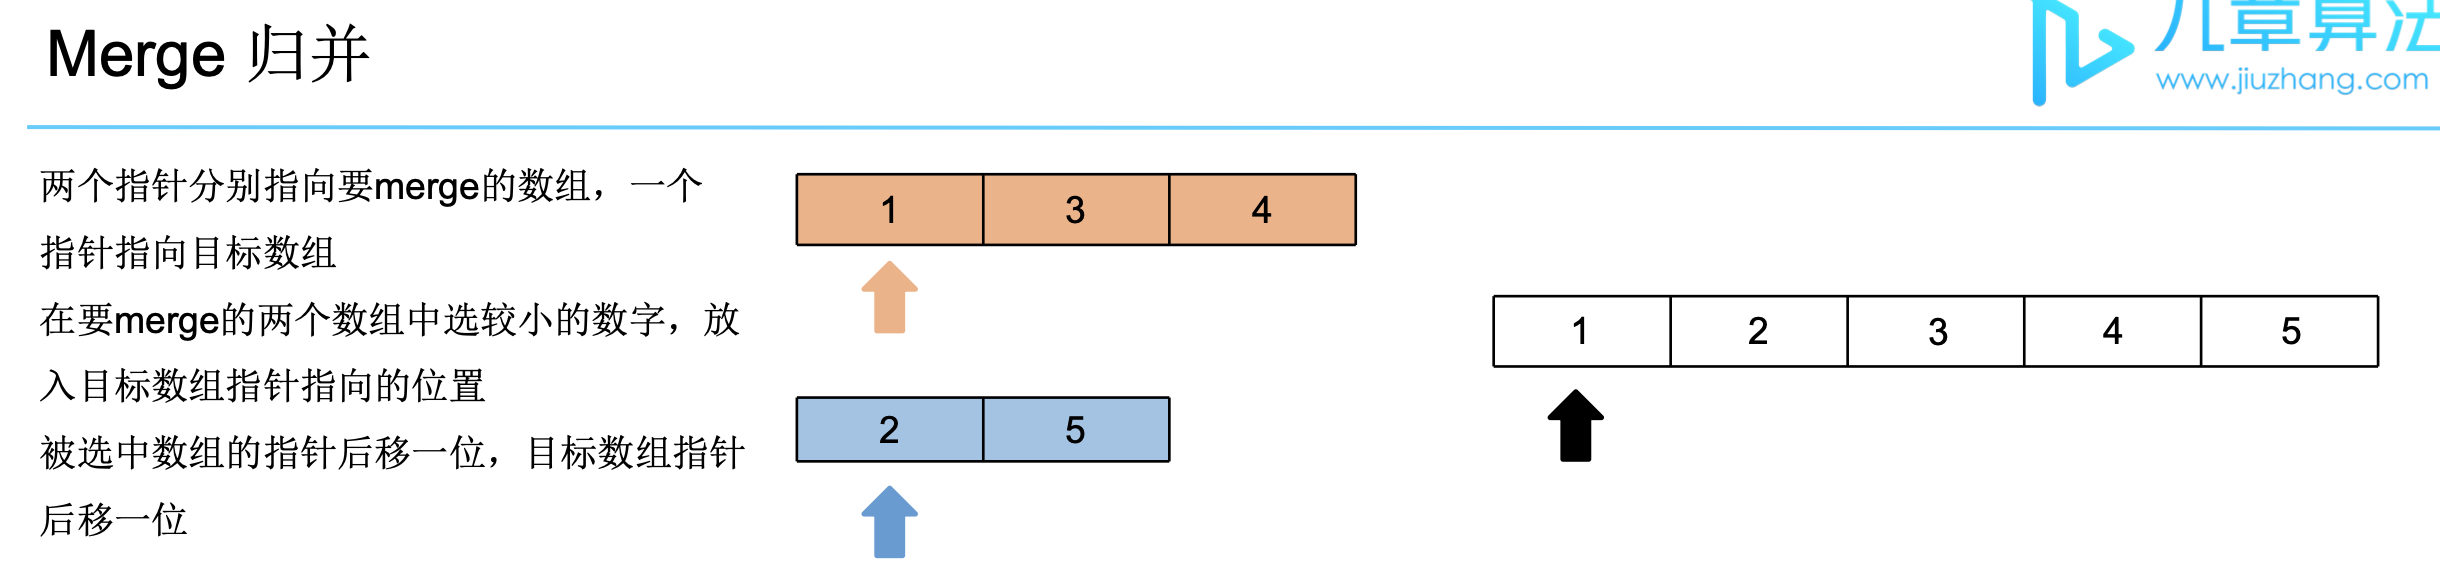 Merge 归并
九章算法
www.jiuzhang.com
两个指针分别指向要merge的数组，一个
指针指向目标数组
在要merge的两个数组中选较小的数字，放
入目标数组指针指向的位置
被选中数组的指针后移一位，目标数组指针
后移一位
1 3 4
2 5
1 2 3 4 5